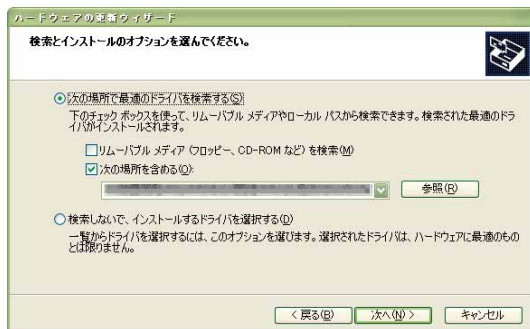 ハードウェアの更新ウィザード
検索とインストールのオプションを選んでください。
次の場所で最適のドライバを検索する(S)
下のチェック ボックスを使って、リムーバブル メディアやローカル パスから検索できます。検索された最適のドラ
イバがインストールされます。
リムーバブル メディア (フロッピー、CD-ROM など) を検索(M)
次の場所を含める(O):
参照(R)
検索しないで、インストールするドライバを選択する(D)
一覧からドライバを選択するには、このオプションを選びます。選択されたドライバは、ハードウェアに最適のもの
とは限りません。
< 戻る(B)
次へ(N) >
キャンセル